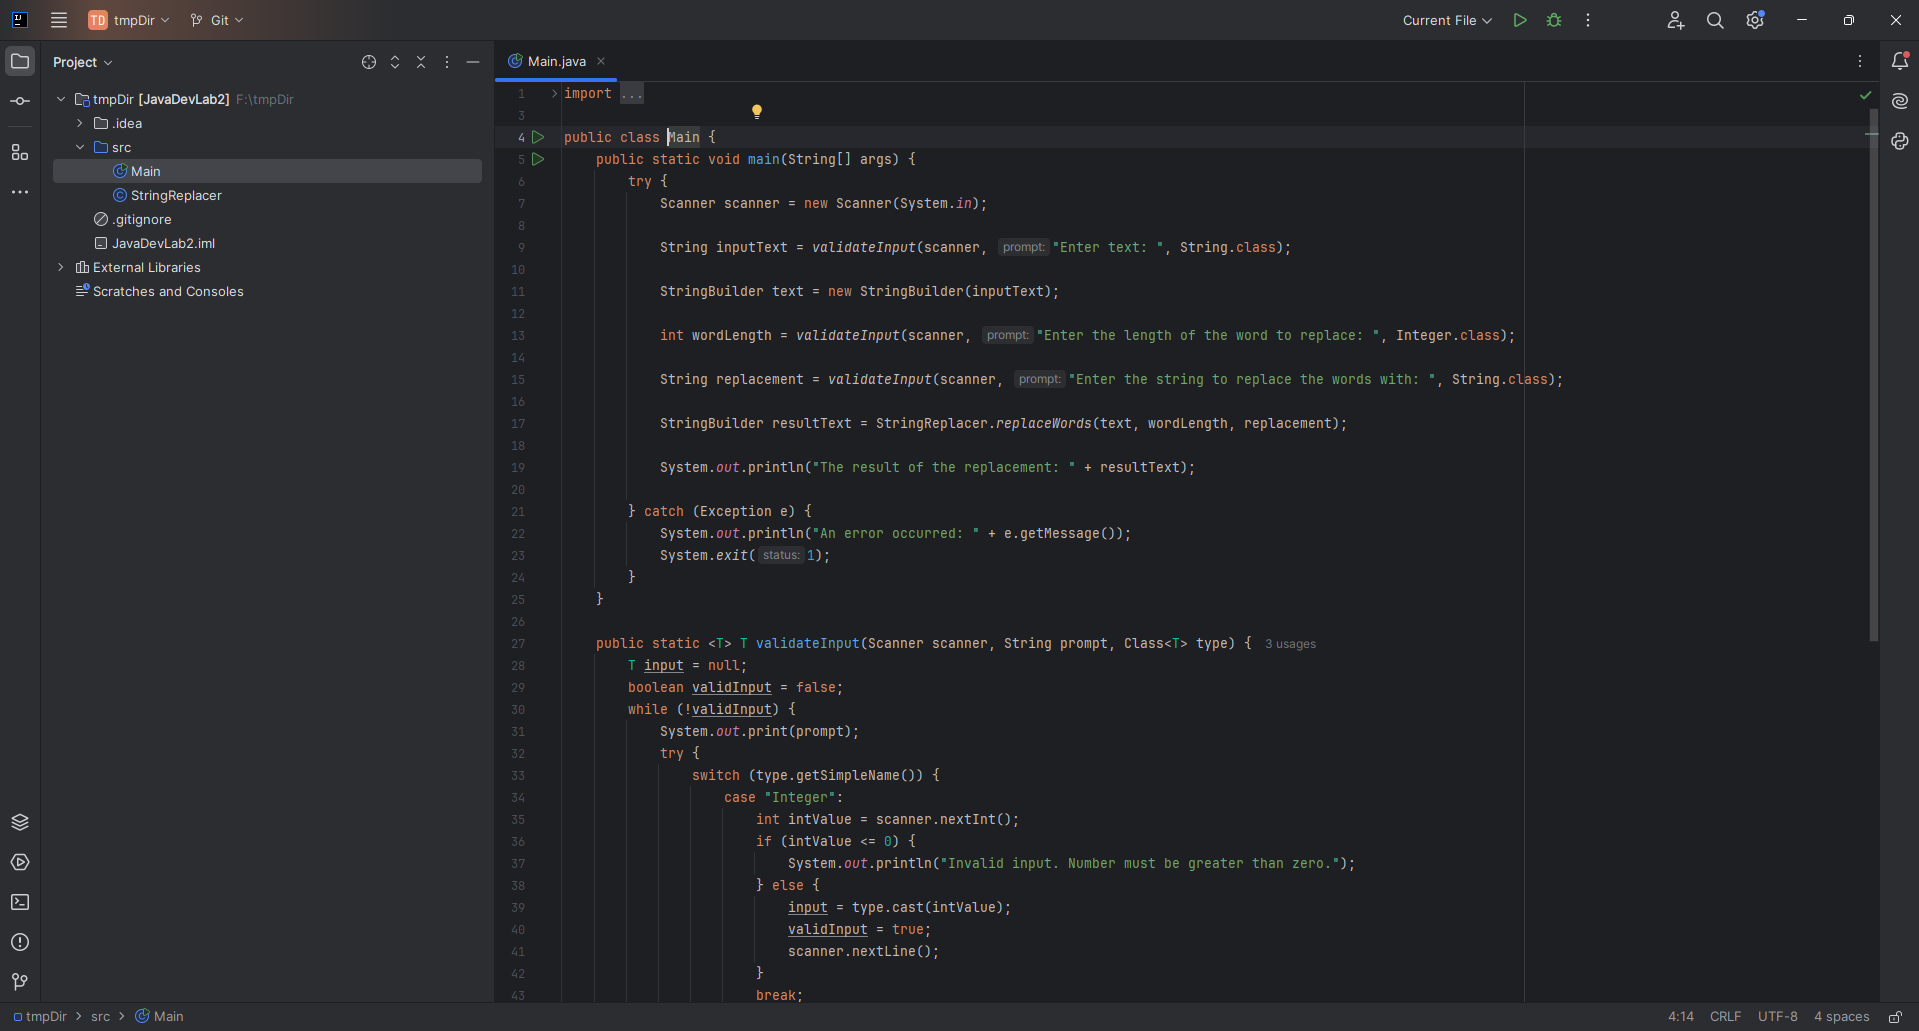 TD tmpDir Git Current File
Project
Main.java
tmpDir [JavaDevLab2] F:\tmpDir
.idea
src
Main
StringReplacer
.gitignore
JavaDevLab2.iml
External Libraries
Scratches and Consoles
1 import ...
3
4 public class Main {
5 public static void main(String[] args) {
6 try {
7 Scanner scanner = new Scanner(System.in);
8
9 String inputText = validateInput(scanner, prompt: "Enter text: ", String.class);
10
11 StringBuilder text = new StringBuilder(inputText);
12
13 int wordLength = validateInput(scanner, prompt: "Enter the length of the word to replace: ", Integer.class);
14
15 String replacement = validateInput(scanner, prompt: "Enter the string to replace the words with: ", String.class);
16
17 StringBuilder resultText = StringReplacer.replaceWords(text, wordLength, replacement);
18
19 System.out.println("The result of the replacement: " + resultText);
20
21 } catch (Exception e) {
22 System.out.println("An error occurred: " + e.getMessage());
23 System.exit( status: 1);
24 }
25 }
26
27 public static <T> T validateInput(Scanner scanner, String prompt, Class<T> type) { 3 usages
28 T input = null;
29 boolean validInput = false;
30 while (!validInput) {
31 System.out.print(prompt);
32 try {
33 switch (type.getSimpleName()) {
34 case "Integer":
35 int intValue = scanner.nextInt();
36 if (intValue <= 0) {
37 System.out.println("Invalid input. Number must be greater than zero.");
38 } else {
39 input = type.cast(intValue);
40 validInput = true;
41 scanner.nextLine();
42 }
43 break;
tmpDir > src > Main 4:14 CRLF UTF-8 4 spaces